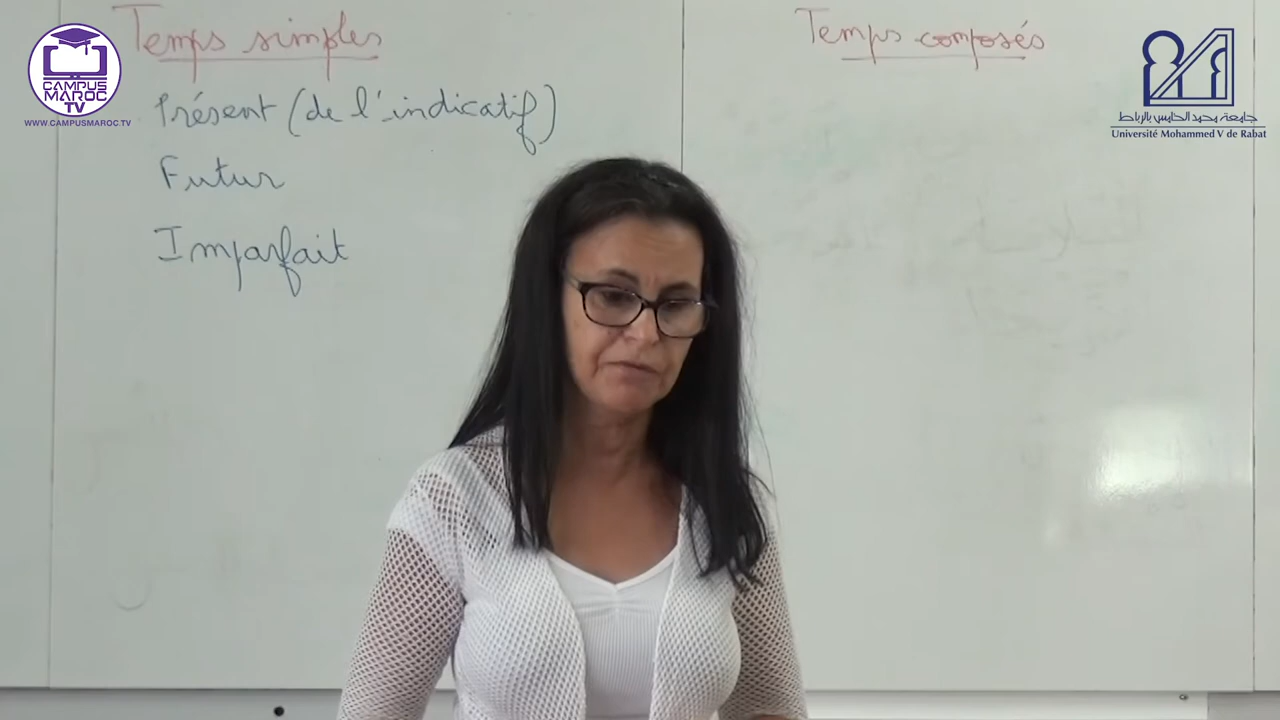 Temps simples
Présent (de l'indicatif)
Futur
Imparfait
Temps composés
CAMPUS
MAROC
TV
WWW.CAMPUSMAROC.TV
جامعة محمد الخامس بالرباط
Université Mohammed V de Rabat